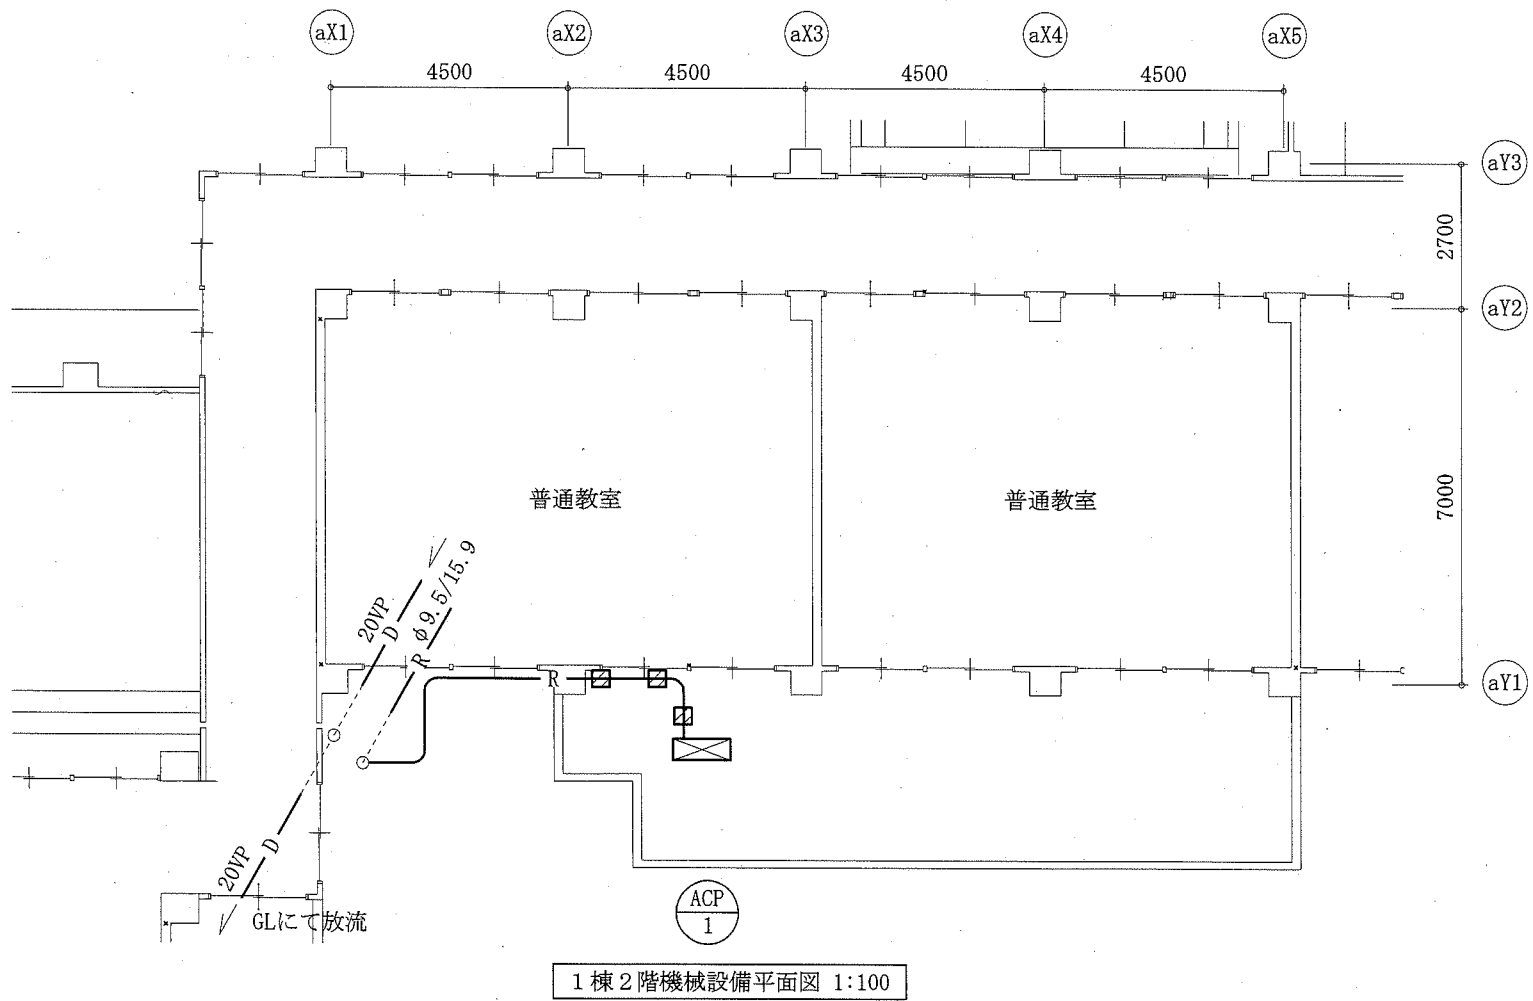 aX1
aX2
aX3
aX4
aX5
4500
4500
4500
4500
aY3
2700
aY2
7000
aY1
普通教室
普通教室
20VP
D
φ9.5/15.9
R
R
20VP
D
GLにて放流
ACP
1
1棟2階機械設備平面図 1:100